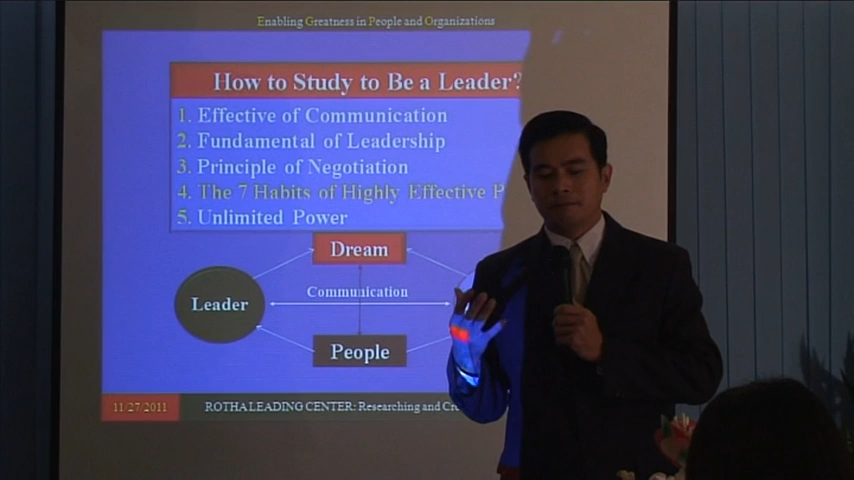 Enabling Greatness in People and Organizations
How to Study to Be a Leader?
1. Effective of Communication
2. Fundamental of Leadership
3. Principle of Negotiation
4. The 7 Habits of Highly Effective P
5. Unlimited Power
Dream
Leader
Communication
People
11/27/2011
ROTHA LEADING CENTER: Researching and Cr